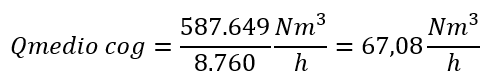 Qmedio cog = 587.649/8.760 Nm³/h = 67,08 Nm³/h